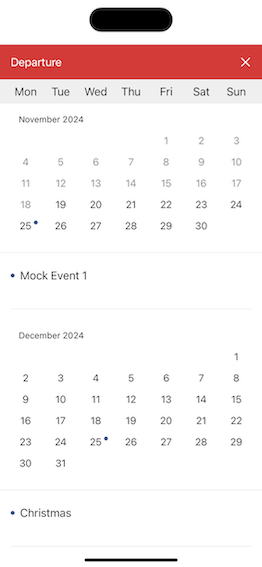 Departure
Mon Tue Wed Thu Fri Sat Sun
November 2024
1 2 3
4 5 6 7 8 9 10
11 12 13 14 15 16 17
18 19 20 21 22 23 24
25 26 27 28 29 30
Mock Event 1
December 2024
1
2 3 4 5 6 7 8
9 10 11 12 13 14 15
16 17 18 19 20 21 22
23 24 25 26 27 28 29
30 31
Christmas